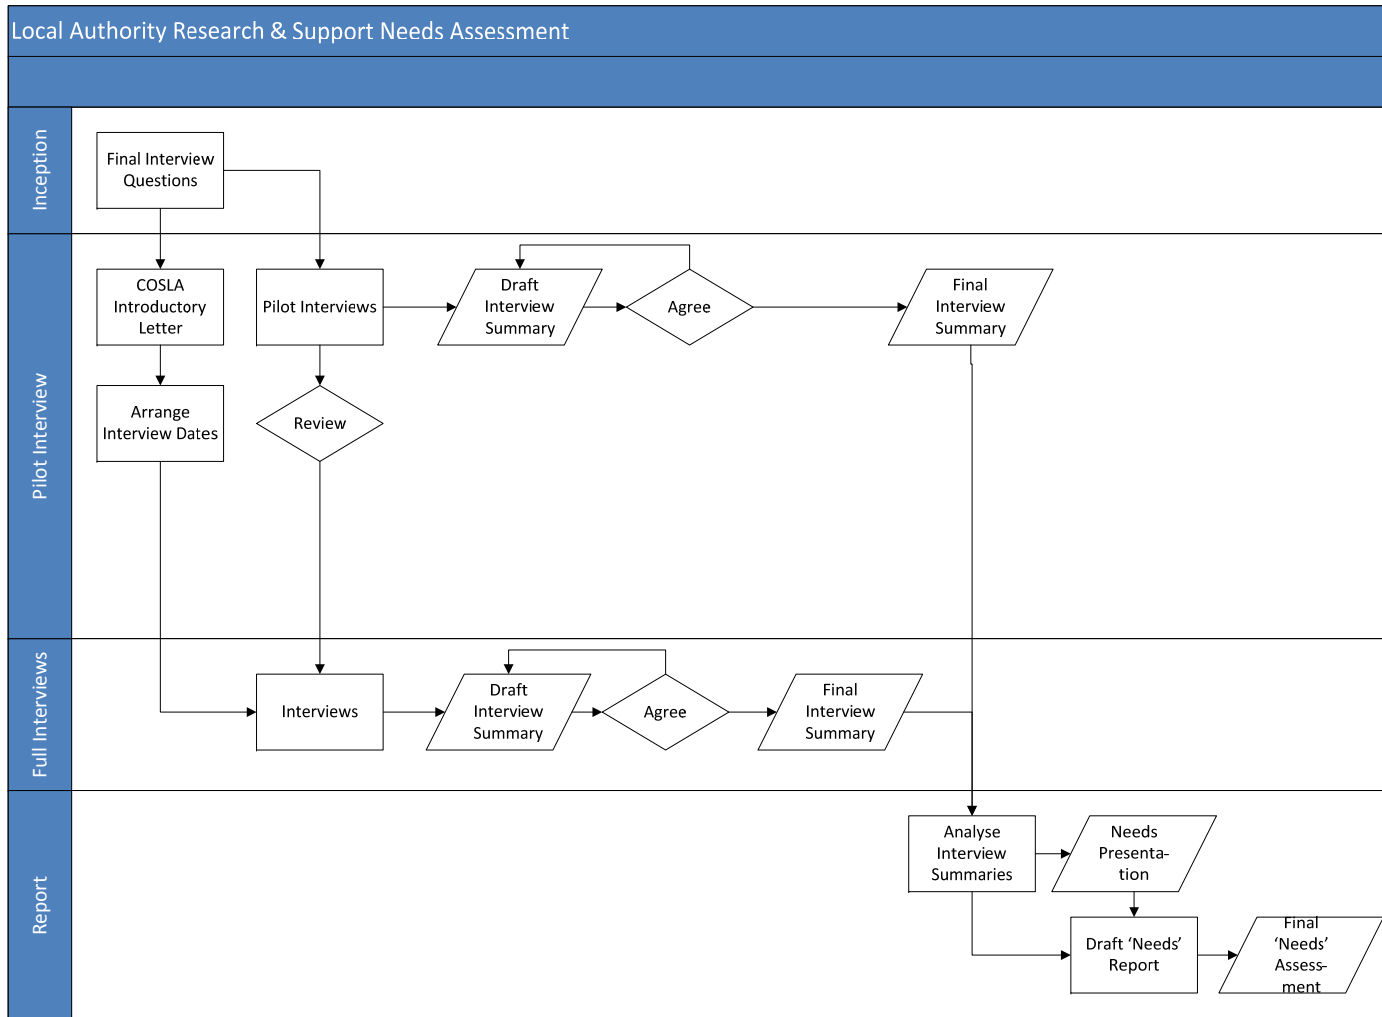 Local Authority Research & Support Needs Assessment
Inception
Final Interview
Questions
Pilot Interview
COSLA
Introductory
Letter
Pilot Interviews
Draft
Interview
Summary
Agree
Final
Interview
Summary
Arrange
Interview Dates
Review
Full Interviews
Interviews
Draft
Interview
Summary
Agree
Final
Interview
Summary
Report
Analyse
Interview
Summaries
Needs
Presenta-
tion
Draft ‘Needs’
Report
Final
‘Needs’
Assess-
ment